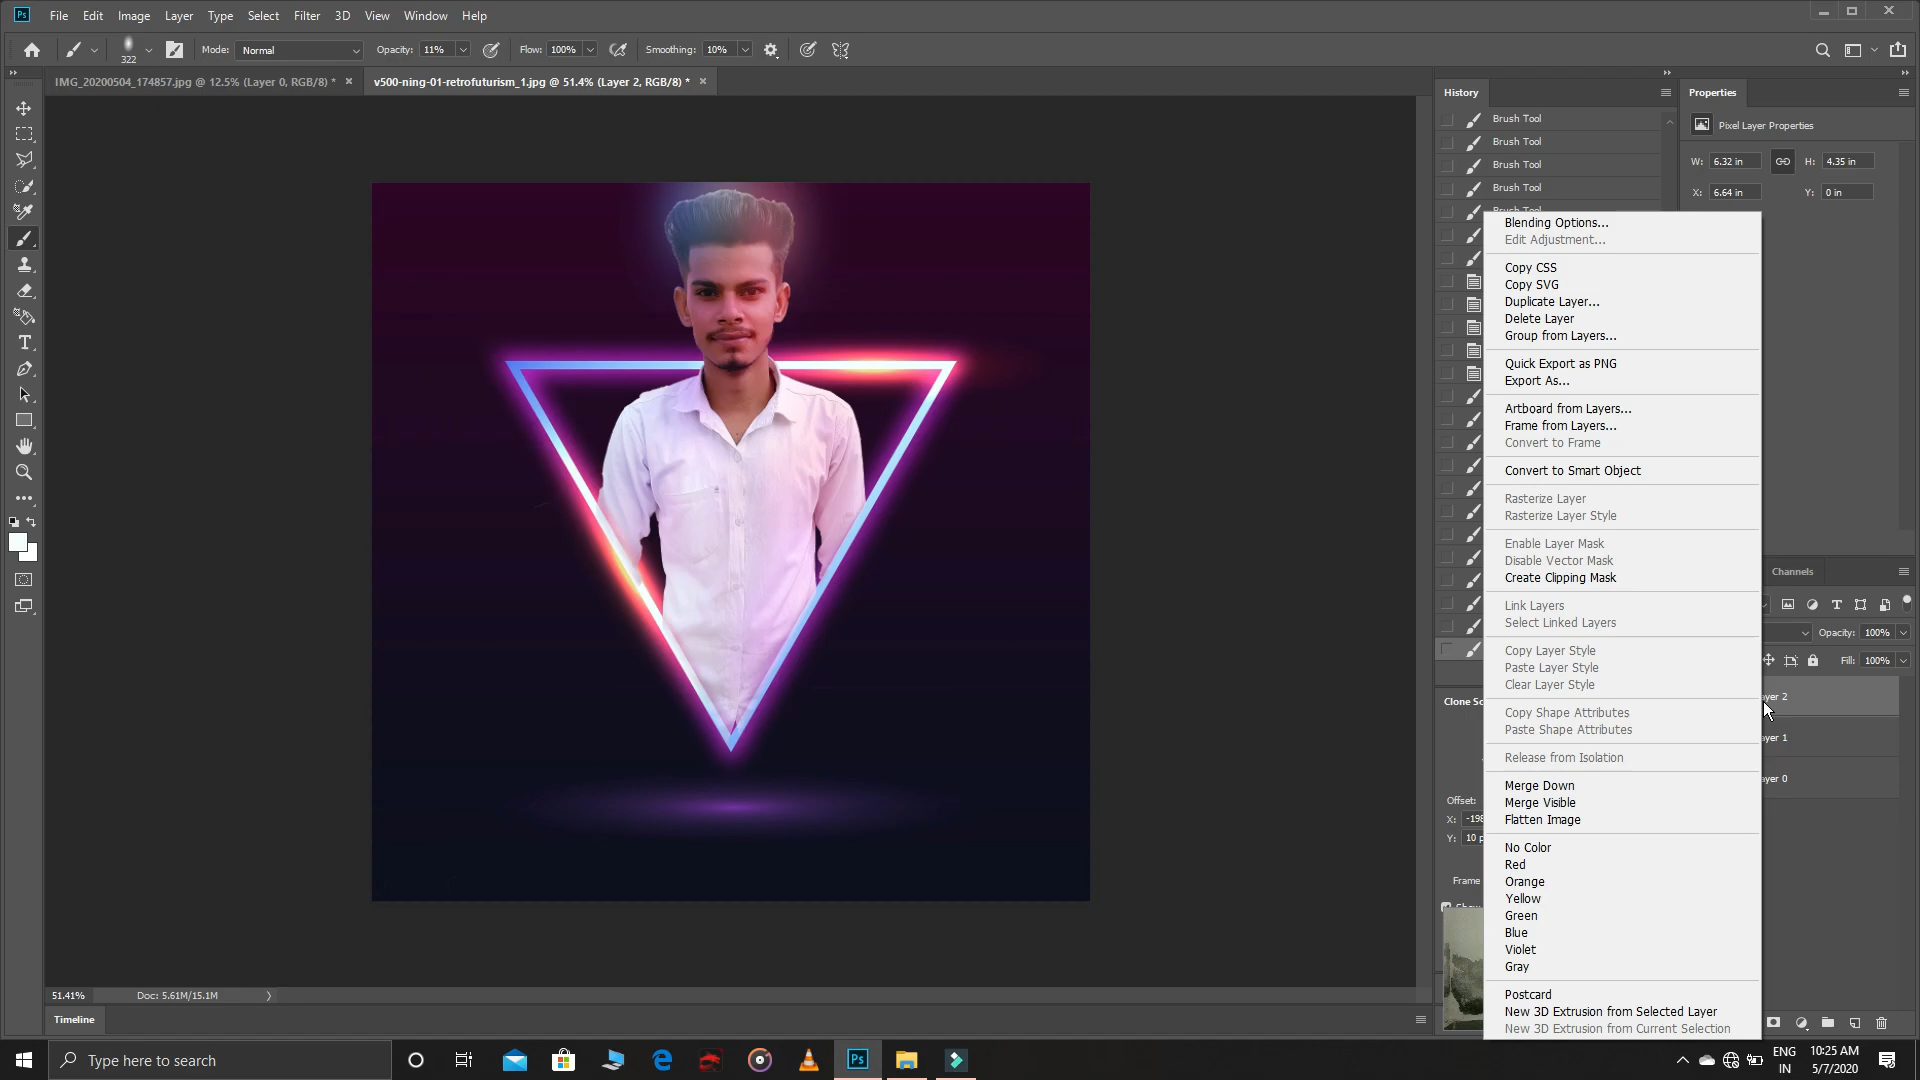 Ps File Edit Image Layer Type Select Filter 3D View Window Help
322 Mode: Normal Opacity: 11% Flow: 100% Smoothing: 10%
IMG_20200504_174857.jpg @ 12.5% (Layer 0, RGB/8) * × v500-ning-01-retrofuturism_1.jpg @ 51.4% (Layer 2, RGB/8) * ×
History
Brush Tool
Brush Tool
Brush Tool
Brush Tool
Brush Tool
Properties
Pixel Layer Properties
W: 6.32 in H: 4.35 in
X: 6.64 in Y: 0 in
Blending Options...
Edit Adjustment...
Copy CSS
Copy SVG
Duplicate Layer...
Delete Layer
Group from Layers...
Quick Export as PNG
Export As...
Artboard from Layers...
Frame from Layers...
Convert to Frame
Convert to Smart Object
Rasterize Layer
Rasterize Layer Style
Enable Layer Mask
Disable Vector Mask
Create Clipping Mask
Link Layers
Select Linked Layers
Copy Layer Style
Paste Layer Style
Clear Layer Style
Copy Shape Attributes
Paste Shape Attributes
Release from Isolation
Merge Down
Merge Visible
Flatten Image
No Color
Red
Orange
Yellow
Green
Blue
Violet
Gray
Postcard
New 3D Extrusion from Selected Layer
New 3D Extrusion from Current Selection
Channels
Opacity: 100%
Fill: 100%
ayer 2
ayer 1
ayer 0
Clone So
Offset:
X: -198
Y: 10 p
Frame
51.41% Doc: 5.61M/15.1M
Timeline
Type here to search
Ps
ENG
IN
10:25 AM
5/7/2020